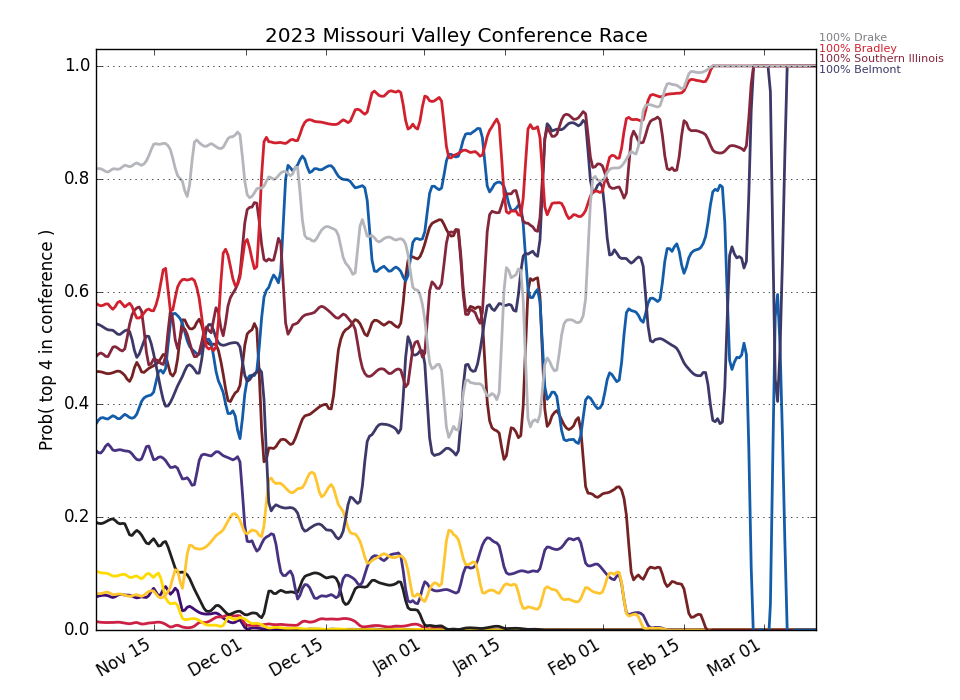 2023 Missouri Valley Conference Race
100% Drake
100% Bradley
100% Southern Illinois
100% Belmont
Prob( top 4 in conference )
1.0
0.8
0.6
0.4
0.2
0.0
Nov 15
Dec 01
Dec 15
Jan 01
Jan 15
Feb 01
Feb 15
Mar 01